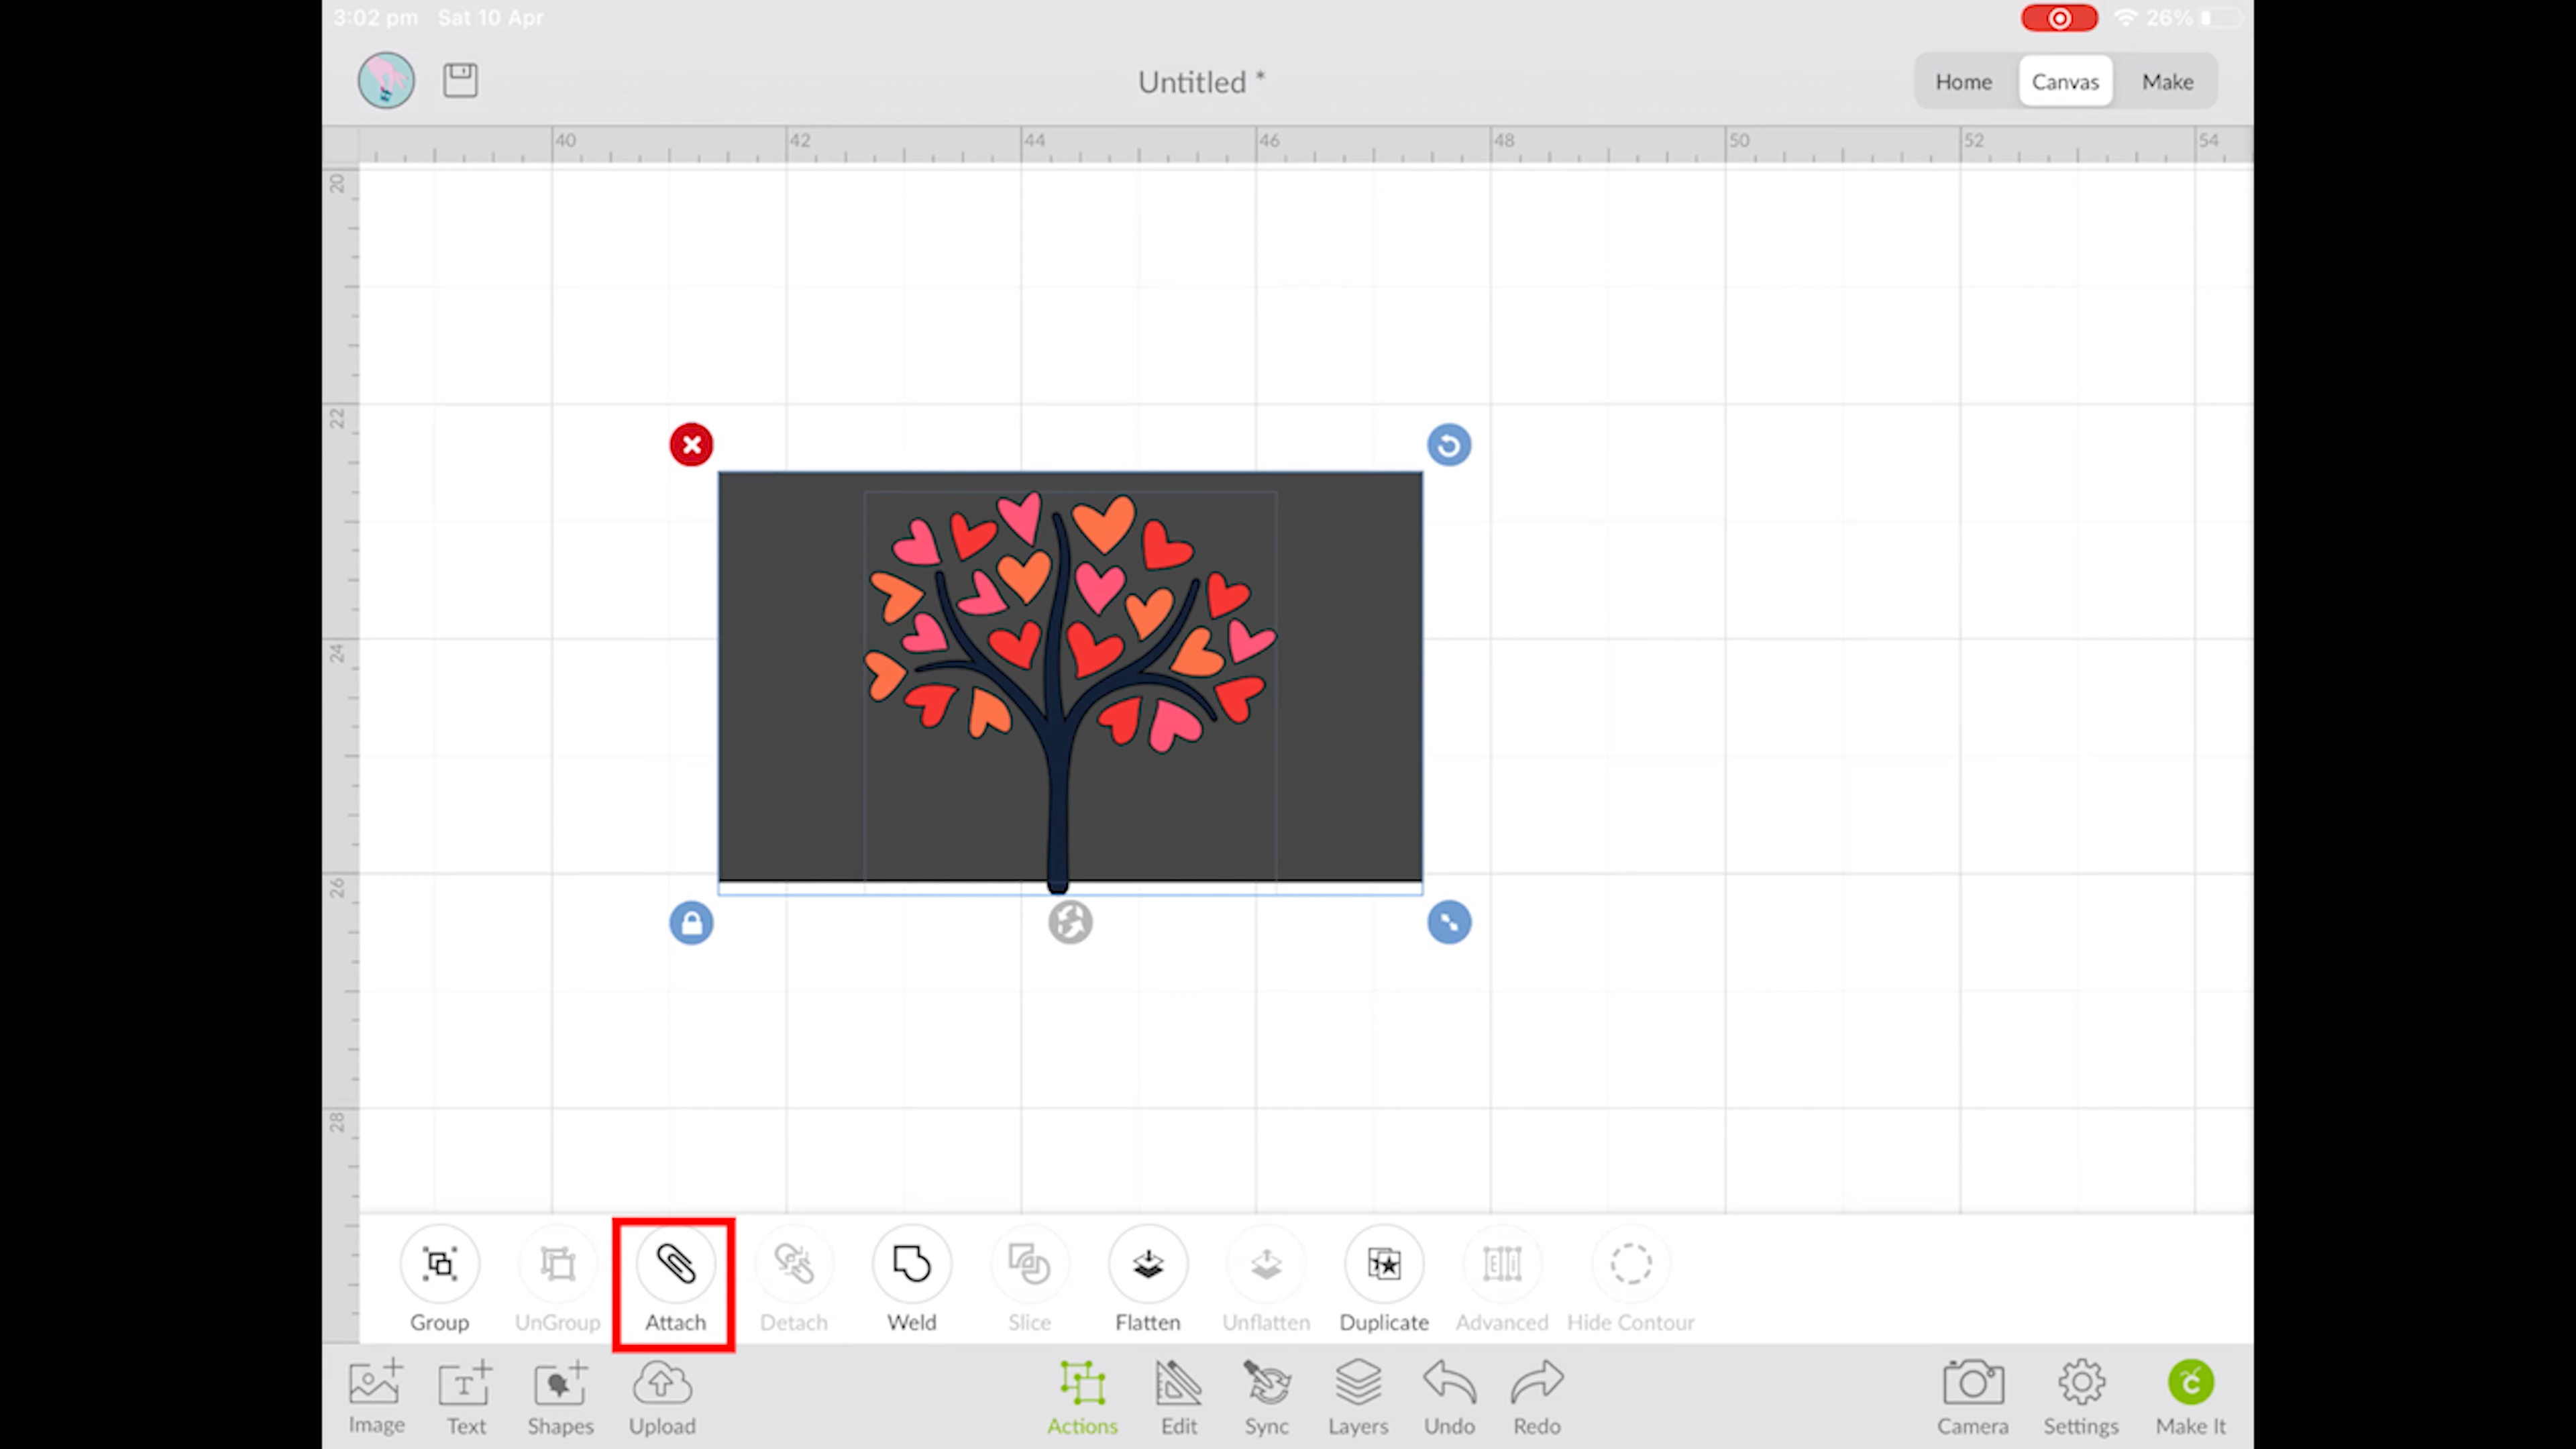 3:02 pm Sat 10 Apr
26%
Untitled *
Home Canvas Make
40 42 44 46 48 50 52 54
20
22
24
26
28
Group UnGroup Attach Detach Weld Slice Flatten Unflatten Duplicate Advanced Hide Contour
Image Text Shapes Upload Actions Edit Sync Layers Undo Redo Camera Settings Make It